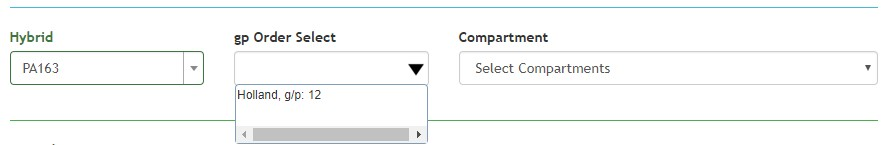 Hybrid gp Order Select Compartment
PA163 Select Compartments
Holland, g/p: 12